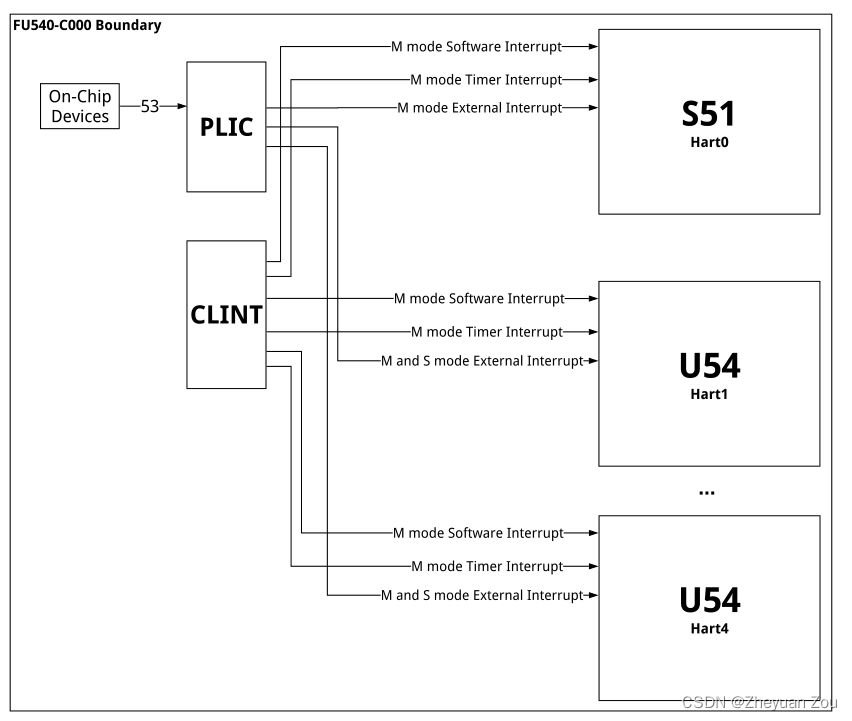 FU540-C000 Boundary
M mode Software Interrupt
M mode Timer Interrupt
M mode External Interrupt
On-Chip
Devices
53
PLIC
S51
Hart0
CLINT
M mode Software Interrupt
M mode Timer Interrupt
M and S mode External Interrupt
U54
Hart1
...
M mode Software Interrupt
M mode Timer Interrupt
M and S mode External Interrupt
U54
Hart4
CSDN @Zheyuan Zou